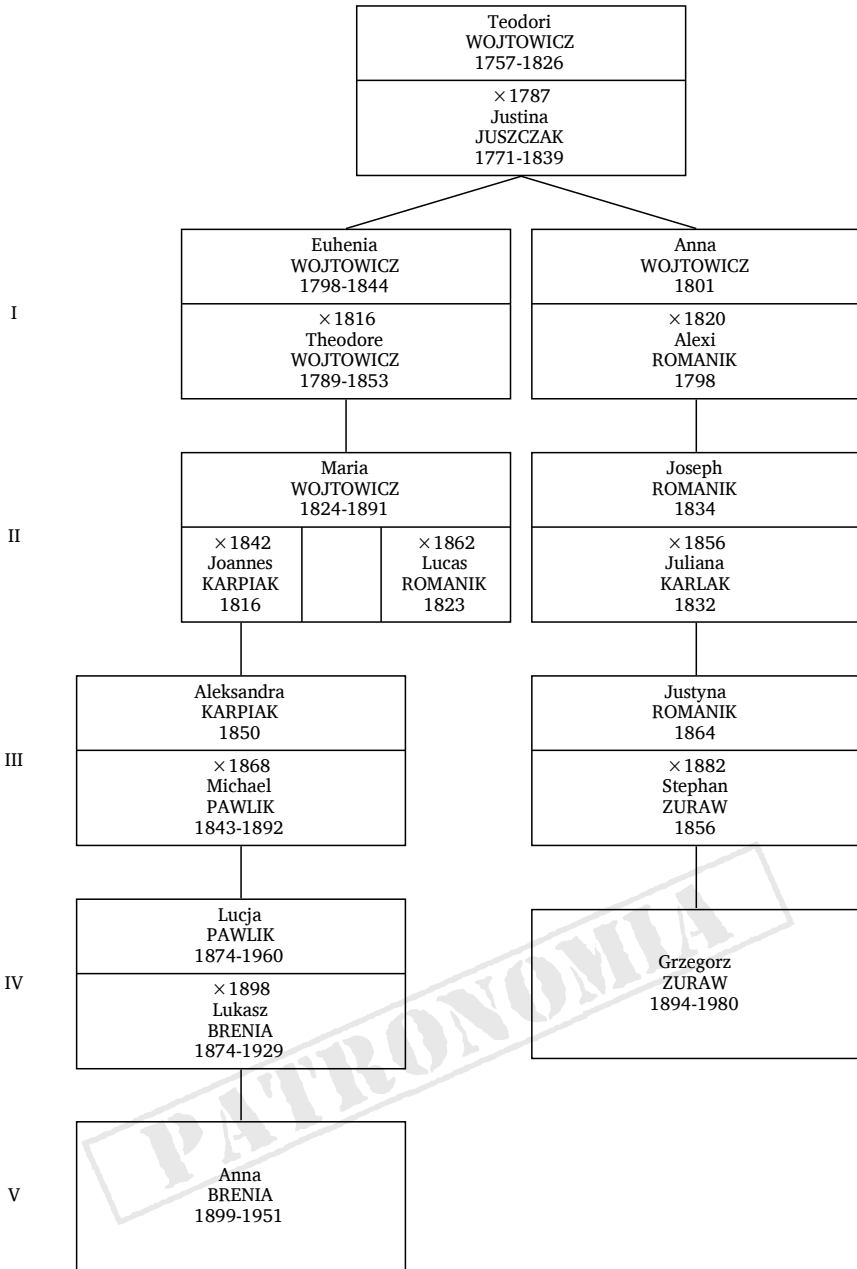 Teodori
WOJTOWICZ
1757-1826
×1787
Justina
JUSZCZAK
1771-1839
I
Euhenia
WOJTOWICZ
1798-1844
×1816
Theodore
WOJTOWICZ
1789-1853
Anna
WOJTOWICZ
1801
×1820
Alexi
ROMANIK
1798
II
Maria
WOJTOWICZ
1824-1891
×1842
Joannes
KARPIAK
1816
×1862
Lucas
ROMANIK
1823
Joseph
ROMANIK
1834
×1856
Juliana
KARLAK
1832
III
Aleksandra
KARPIAK
1850
×1868
Michael
PAWLIK
1843-1892
Justyna
ROMANIK
1864
×1882
Stephan
ZURAW
1856
IV
Lucja
PAWLIK
1874-1960
×1898
Lukasz
BRENIA
1874-1929
Grzegorz
ZURAW
1894-1980
V
Anna
BRENIA
1899-1951
PATRONOMIA